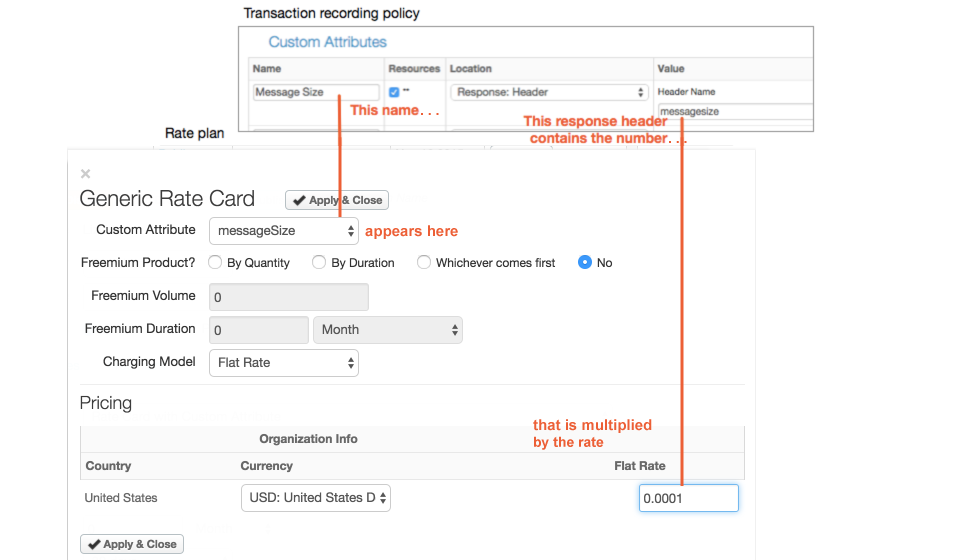 Transaction recording policy
Custom Attributes
Name Resources Location Value
Message Size ** Response: Header Header Name
This name. . .
messagesize
This response header
contains the number. . .
Rate plan
×
Generic Rate Card Apply & Close
Custom Attribute messageSize appears here
Freemium Product? By Quantity By Duration Whichever comes first No
Freemium Volume 0
Freemium Duration 0 Month
Charging Model Flat Rate
Pricing
that is multiplied
by the rate
Organization Info
Country Currency Flat Rate
United States USD: United States D 0.0001
Apply & Close